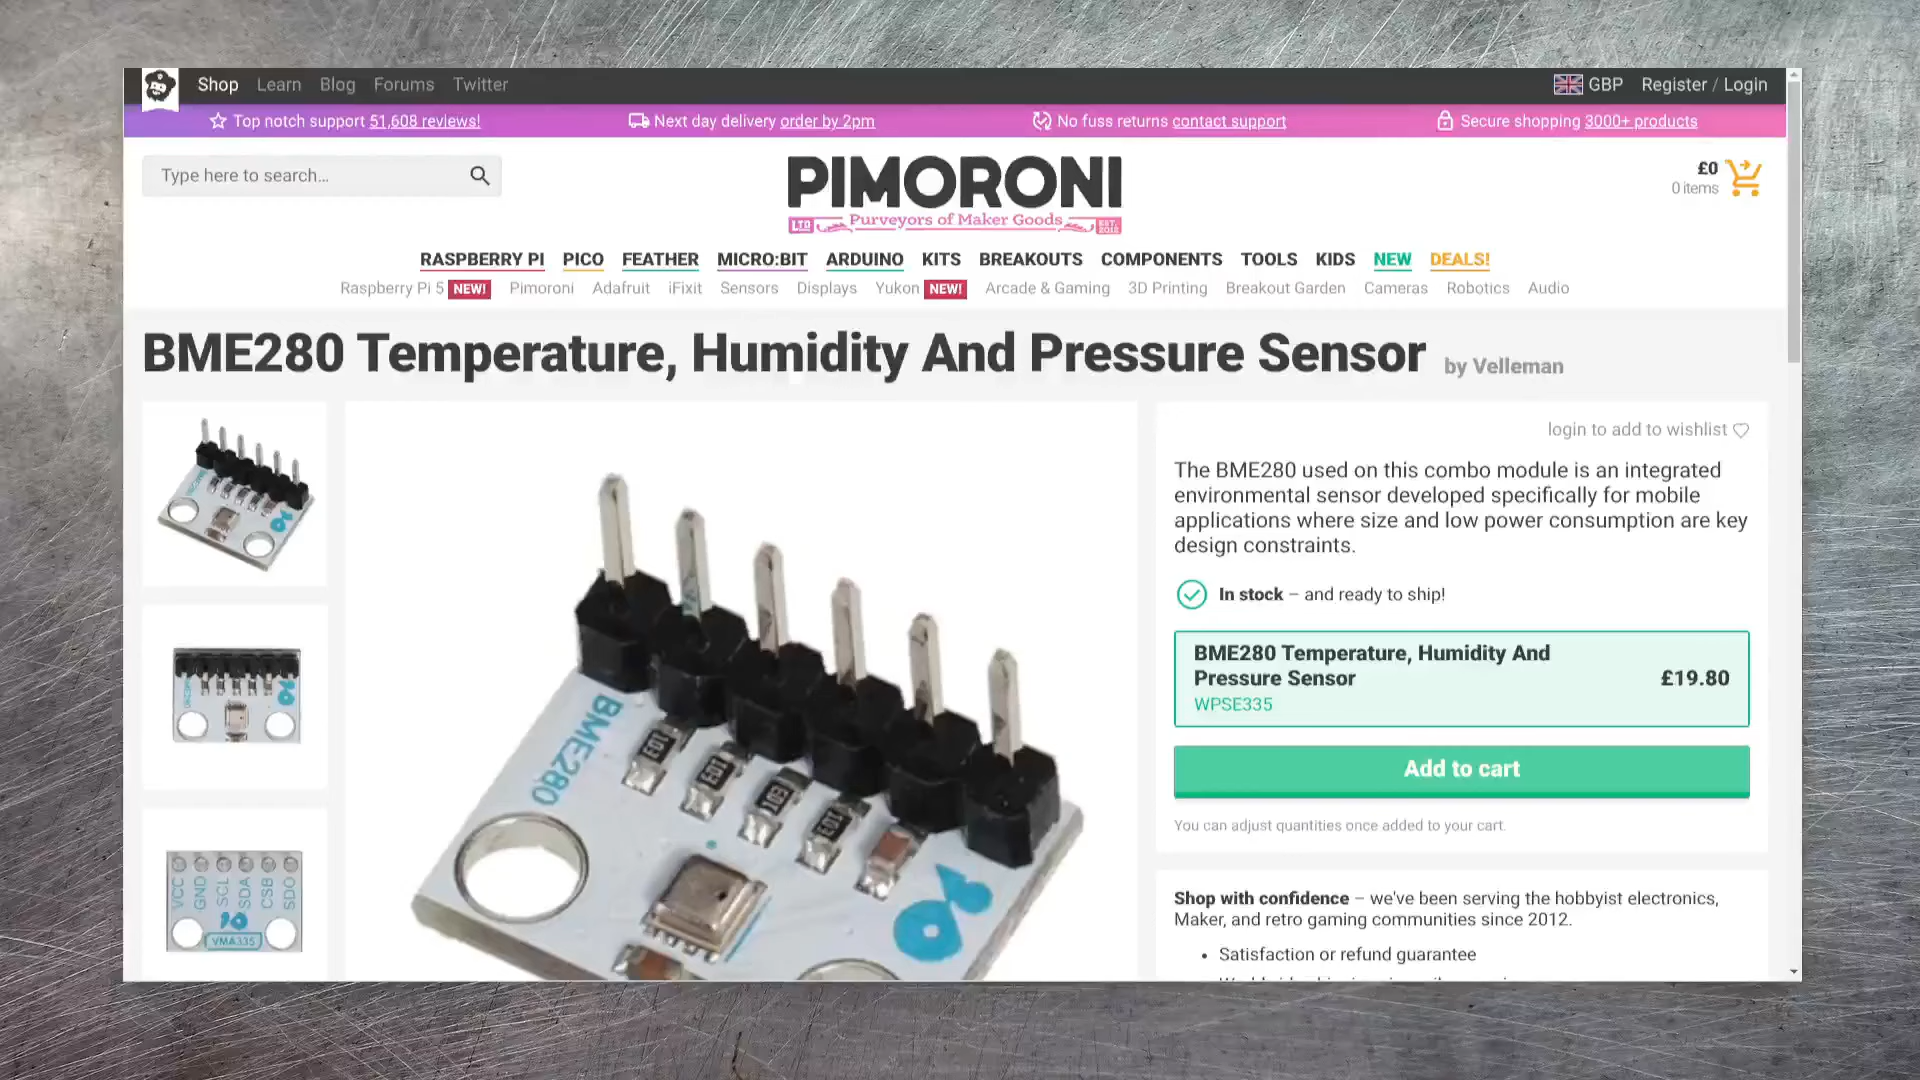 Shop Learn Blog Forums Twitter
GBP Register / Login
Top notch support 51,608 reviews!
Next day delivery order by 2pm
No fuss returns contact support
Secure shopping 3000+ products
Type here to search...
PIMORONI
LTD Purveyors of Maker Goods EST. 2012
£0
0 items
RASPBERRY PI PICO FEATHER MICRO:BIT ARDUINO KITS BREAKOUTS COMPONENTS TOOLS KIDS NEW DEALS!
Raspberry Pi 5 NEW! Pimoroni Adafruit iFixit Sensors Displays Yukon NEW! Arcade & Gaming 3D Printing Breakout Garden Cameras Robotics Audio
BME280 Temperature, Humidity And Pressure Sensor by Velleman
VCC GND SCL SDA CSB SDO
VMA335
BME280
login to add to wishlist
The BME280 used on this combo module is an integrated
environmental sensor developed specifically for mobile
applications where size and low power consumption are key
design constraints.
In stock – and ready to ship!
BME280 Temperature, Humidity And
Pressure Sensor
£19.80
WPSE335
Add to cart
You can adjust quantities once added to your cart.
Shop with confidence – we've been serving the hobbyist electronics,
Maker, and retro gaming communities since 2012.
• Satisfaction or refund guarantee